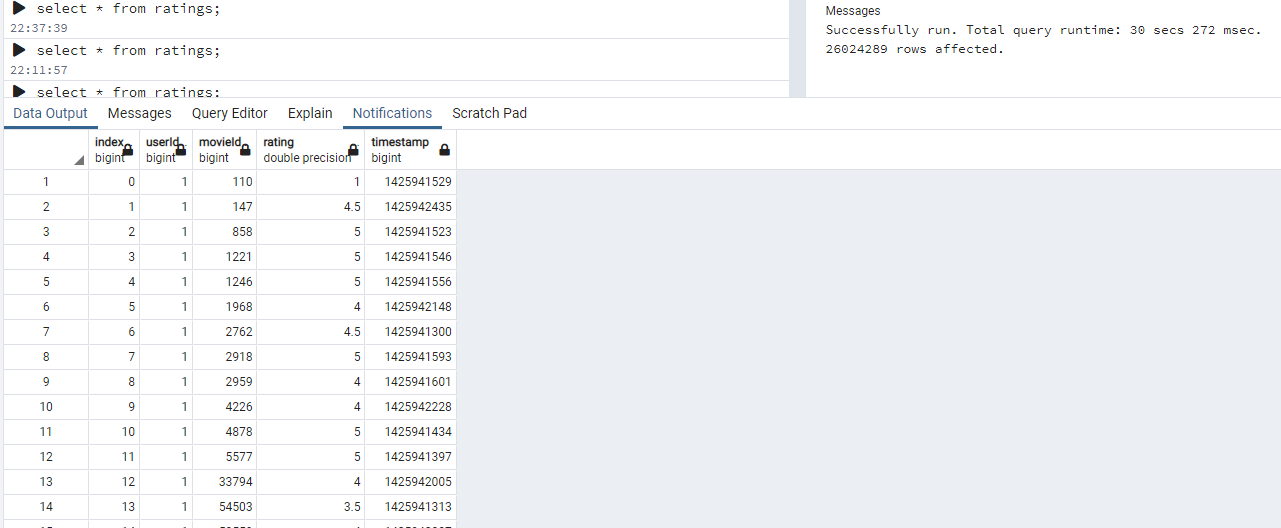 select * from ratings;
22:37:39
select * from ratings;
22:11:57
select * from ratings;
Messages
Successfully run. Total query runtime: 30 secs 272 msec.
26024289 rows affected.
Data Output Messages Query Editor Explain Notifications Scratch Pad
index userId movieId rating timestamp
bigint bigint bigint double precision bigint
1 0 1 110 1 1425941529
2 1 1 147 4.5 1425942435
3 2 1 858 5 1425941523
4 3 1 1221 5 1425941546
5 4 1 1246 5 1425941556
6 5 1 1968 4 1425942148
7 6 1 2762 4.5 1425941300
8 7 1 2918 5 1425941593
9 8 1 2959 4 1425941601
10 9 1 4226 4 1425942228
11 10 1 4878 5 1425941434
12 11 1 5577 5 1425941397
13 12 1 33794 4 1425942005
14 13 1 54503 3.5 1425941313